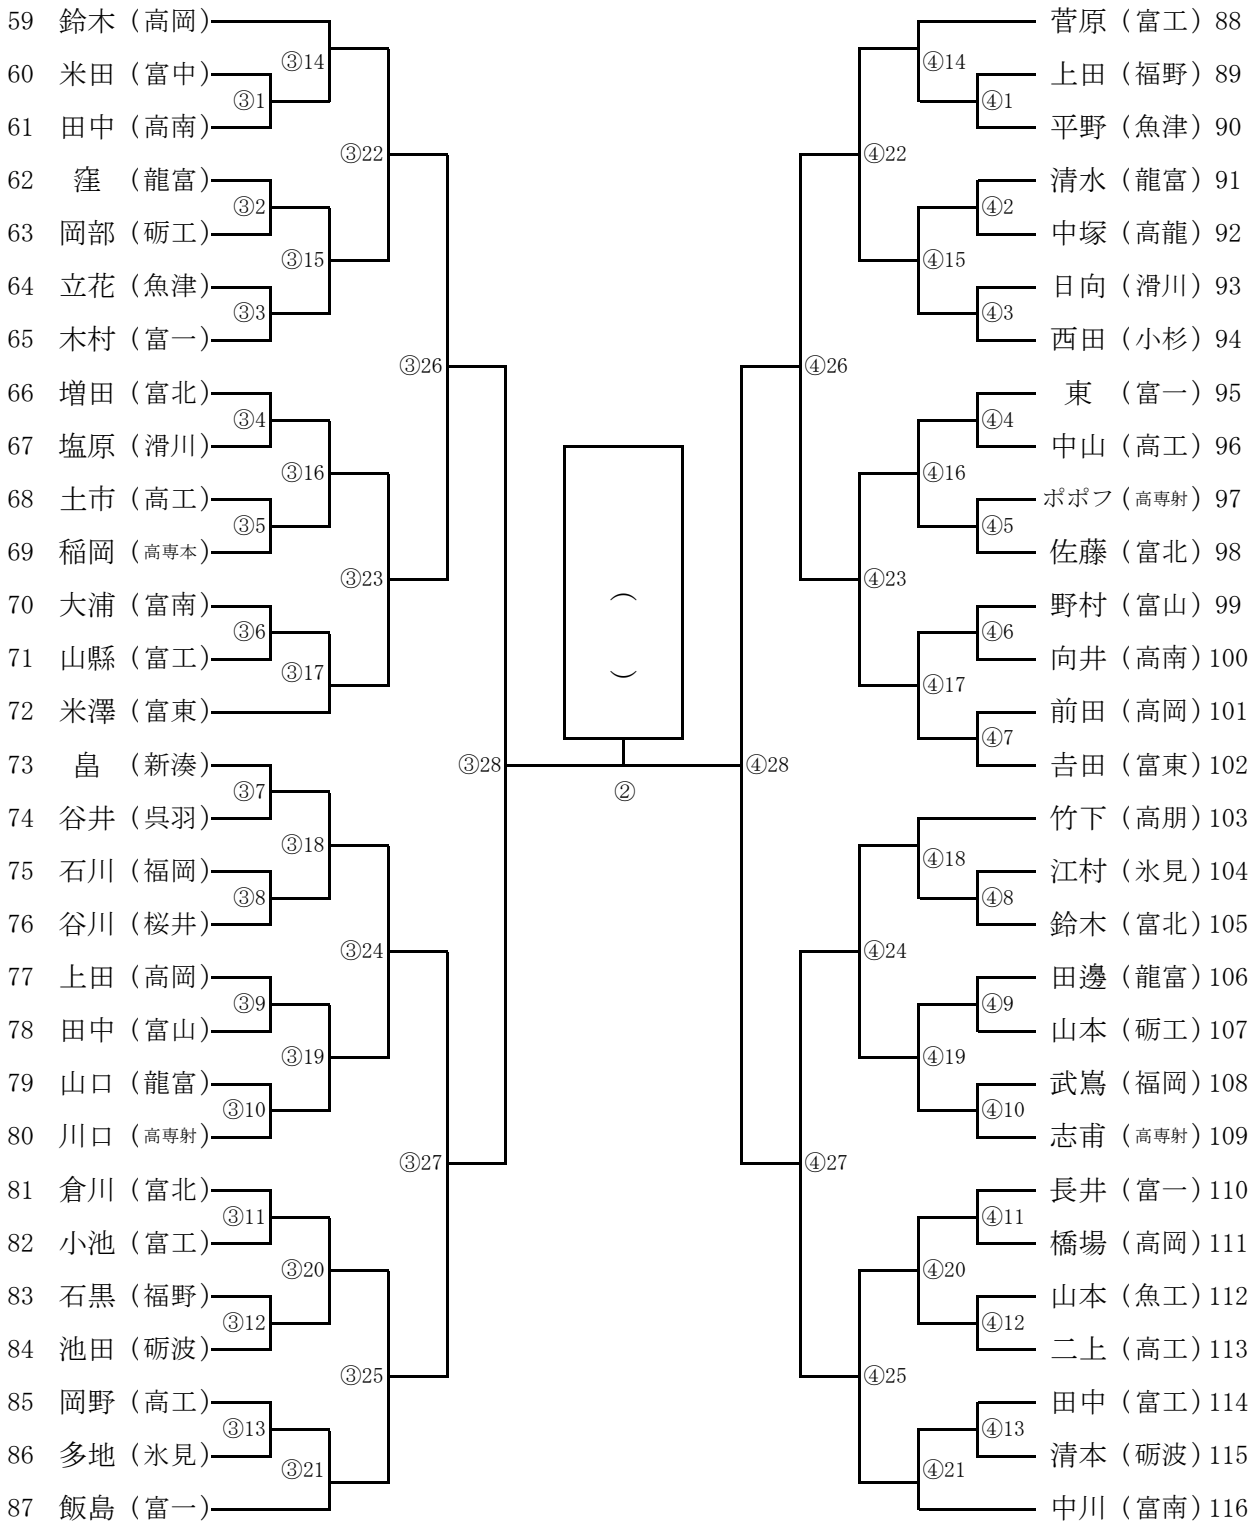 59 鈴木（高岡）
60 米田（富中）
61 田中（高南）
62 窪 （龍富）
63 岡部（砺工）
64 立花（魚津）
65 木村（富一）
66 増田（富北）
67 塩原（滑川）
68 土市（高工）
69 稲岡（高専本）
70 大浦（富南）
71 山縣（富工）
72 米澤（富東）
73 畠 （新湊）
74 谷井（呉羽）
75 石川（福岡）
76 谷川（桜井）
77 上田（高岡）
78 田中（富山）
79 山口（龍富）
80 川口（高専射）
81 倉川（富北）
82 小池（富工）
83 石黒（福野）
84 池田（砺波）
85 岡野（高工）
86 多地（氷見）
87 飯島（富一）
③1
③2
③3
③4
③5
③6
③7
③8
③9
③10
③11
③12
③13
③14
③15
③16
③17
③18
③19
③20
③21
③22
③23
③24
③25
③26
③27
③28
（ ）
②
④28
④26
④27
④22
④23
④24
④25
④14
④15
④16
④17
④18
④19
④20
④21
④1
④2
④3
④4
④5
④6
④7
④8
④9
④10
④11
④12
④13
菅原（富工）88
上田（福野）89
平野（魚津）90
清水（龍富）91
中塚（高龍）92
日向（滑川）93
西田（小杉）94
東 （富一）95
中山（高工）96
ポポフ（高専射）97
佐藤（富北）98
野村（富山）99
向井（高南）100
前田（高岡）101
吉田（富東）102
竹下（高朋）103
江村（氷見）104
鈴木（富北）105
田邊（龍富）106
山本（砺工）107
武嶌（福岡）108
志甫（高専射）109
長井（富一）110
橋場（高岡）111
山本（魚工）112
二上（高工）113
田中（富工）114
清本（砺波）115
中川（富南）116